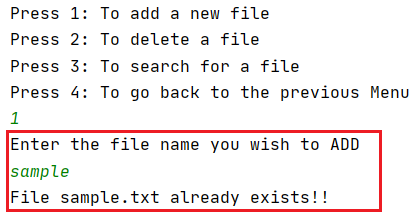 Press 1: To add a new file
Press 2: To delete a file
Press 3: To search for a file
Press 4: To go back to the previous Menu
1
Enter the file name you wish to ADD
sample
File sample.txt already exists!!